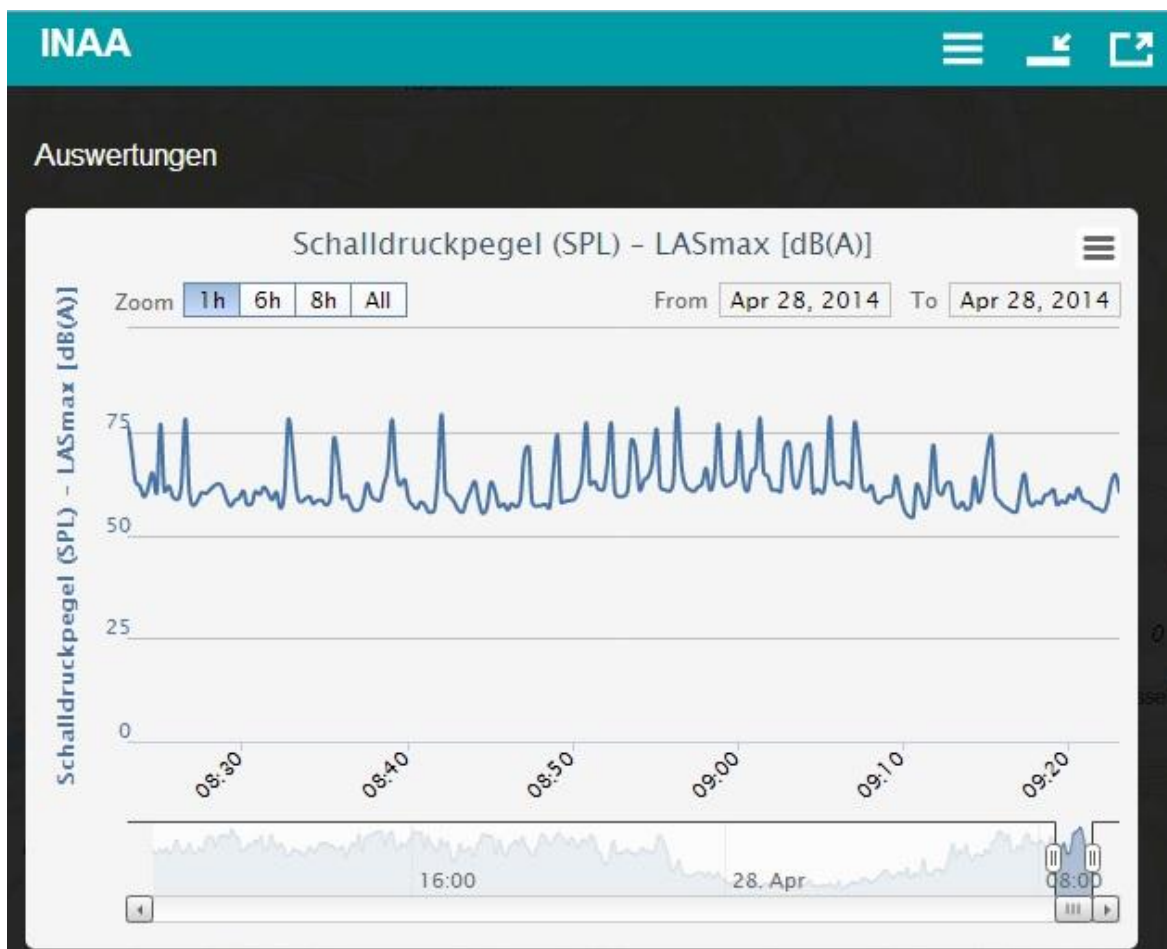 INAA
Auswertungen
Schalldruckpegel (SPL) – LASmax [dB(A)]
Zoom 1h 6h 8h All From Apr 28, 2014 To Apr 28, 2014
Schalldruckpegel (SPL) – LASmax [dB(A)]
75
50
25
0
08:30 08:40 08:50 09:00 09:10 09:20
16:00 28. Apr 08:00